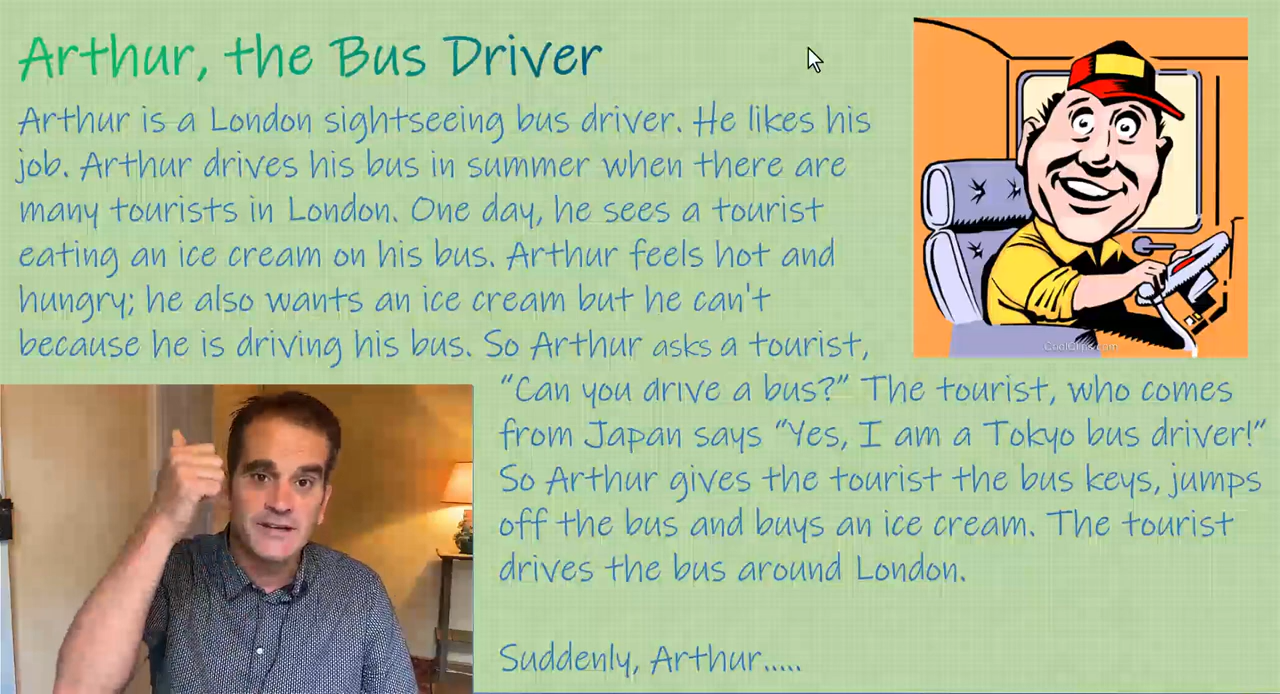 Arthur, the Bus Driver
Arthur is a London sightseeing bus driver. He likes his
job. Arthur drives his bus in summer when there are
many tourists in London. One day, he sees a tourist
eating an ice cream on his bus. Arthur feels hot and
hungry; he also wants an ice cream but he can't
because he is driving his bus. So Arthur asks a tourist,
“Can you drive a bus?” The tourist, who comes
from Japan says “Yes, I am a Tokyo bus driver!”
So Arthur gives the tourist the bus keys, jumps
off the bus and buys an ice cream. The tourist
drives the bus around London.
Suddenly, Arthur.....
CoolClips.com